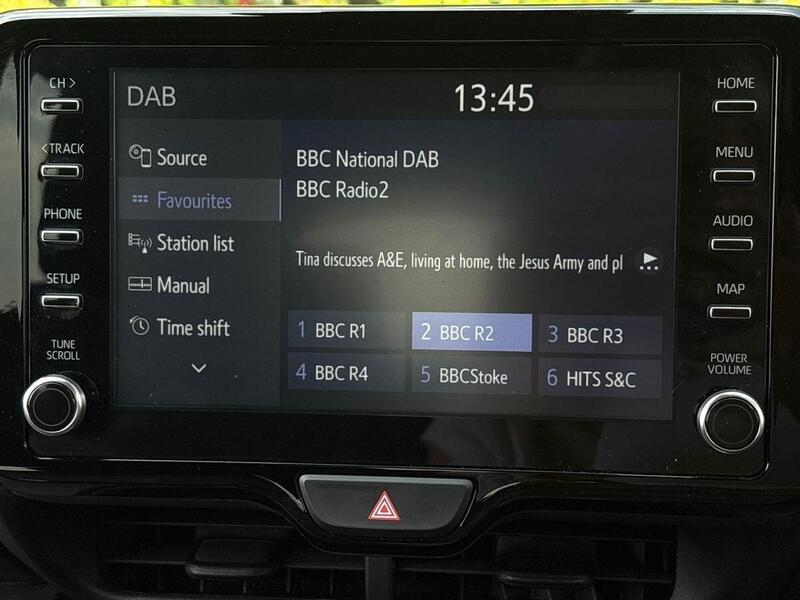 DAB
13:45
CH >
< TRACK
PHONE
SETUP
TUNE
SCROLL
Source
Favourites
Station list
Manual
Time shift
BBC National DAB
BBC Radio2
Tina discusses A&E, living at home, the Jesus Army and pl
1 BBC R1
2 BBC R2
3 BBC R3
4 BBC R4
5 BBCStoke
6 HITS S&C
HOME
MENU
AUDIO
MAP
POWER
VOLUME